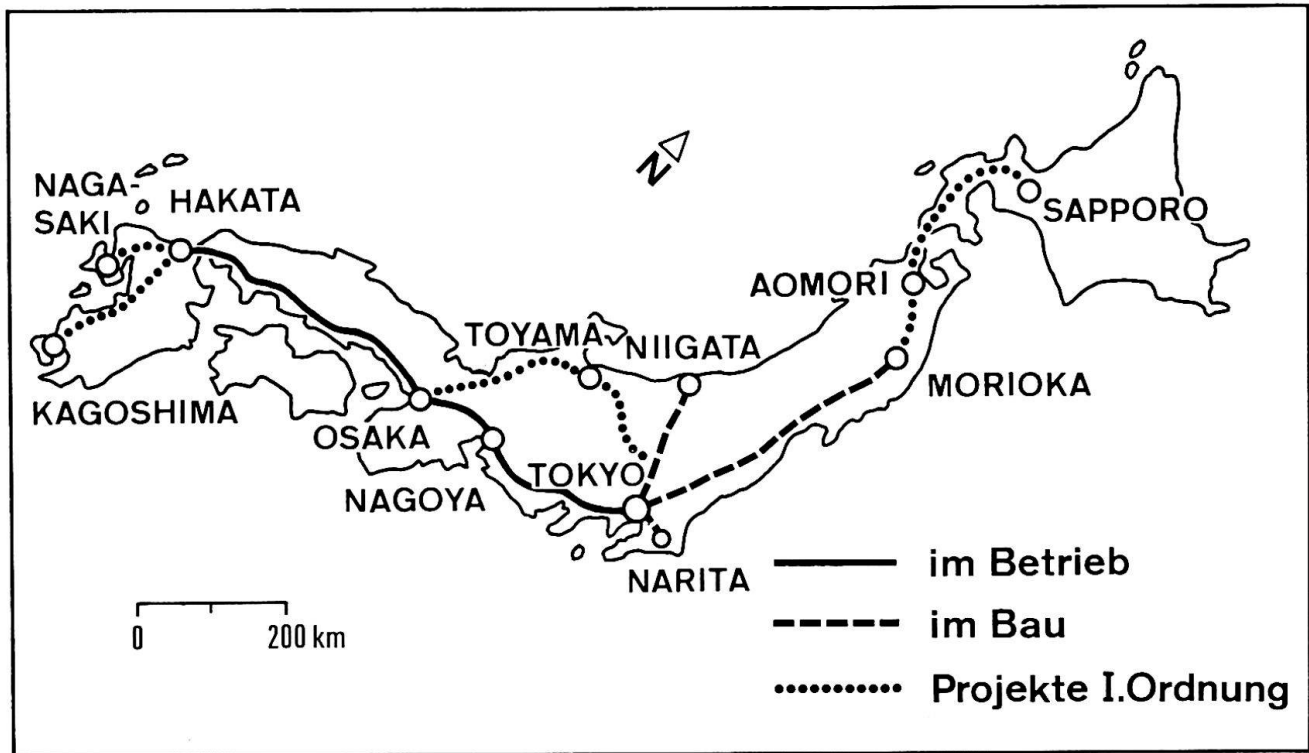 NAGA-
SAKI
HAKATA
KAGOSHIMA
OSAKA
NAGOYA
TOYAMA
NIIGATA
TOKYO
NARITA
N
AOMORI
MORIOKA
SAPPORO
0 200 km
im Betrieb
im Bau
Projekte I.Ordnung